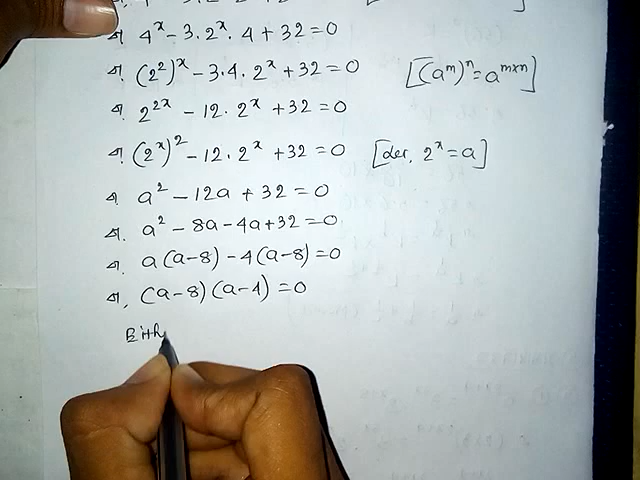 वा. 4^x - 3.2^x.4 + 32 = 0
वा. (2^2)^x - 3.4.2^x + 32 = 0 [(a^m)^n = a^{m×n}]
वा. 2^{2x} - 12.2^x + 32 = 0
वा. (2^x)^2 - 12.2^x + 32 = 0 [let, 2^x = a]
वा. a^2 - 12a + 32 = 0
वा. a^2 - 8a - 4a + 32 = 0
वा. a(a-8) - 4(a-8) = 0
वा. (a-8)(a-4) = 0
Eith